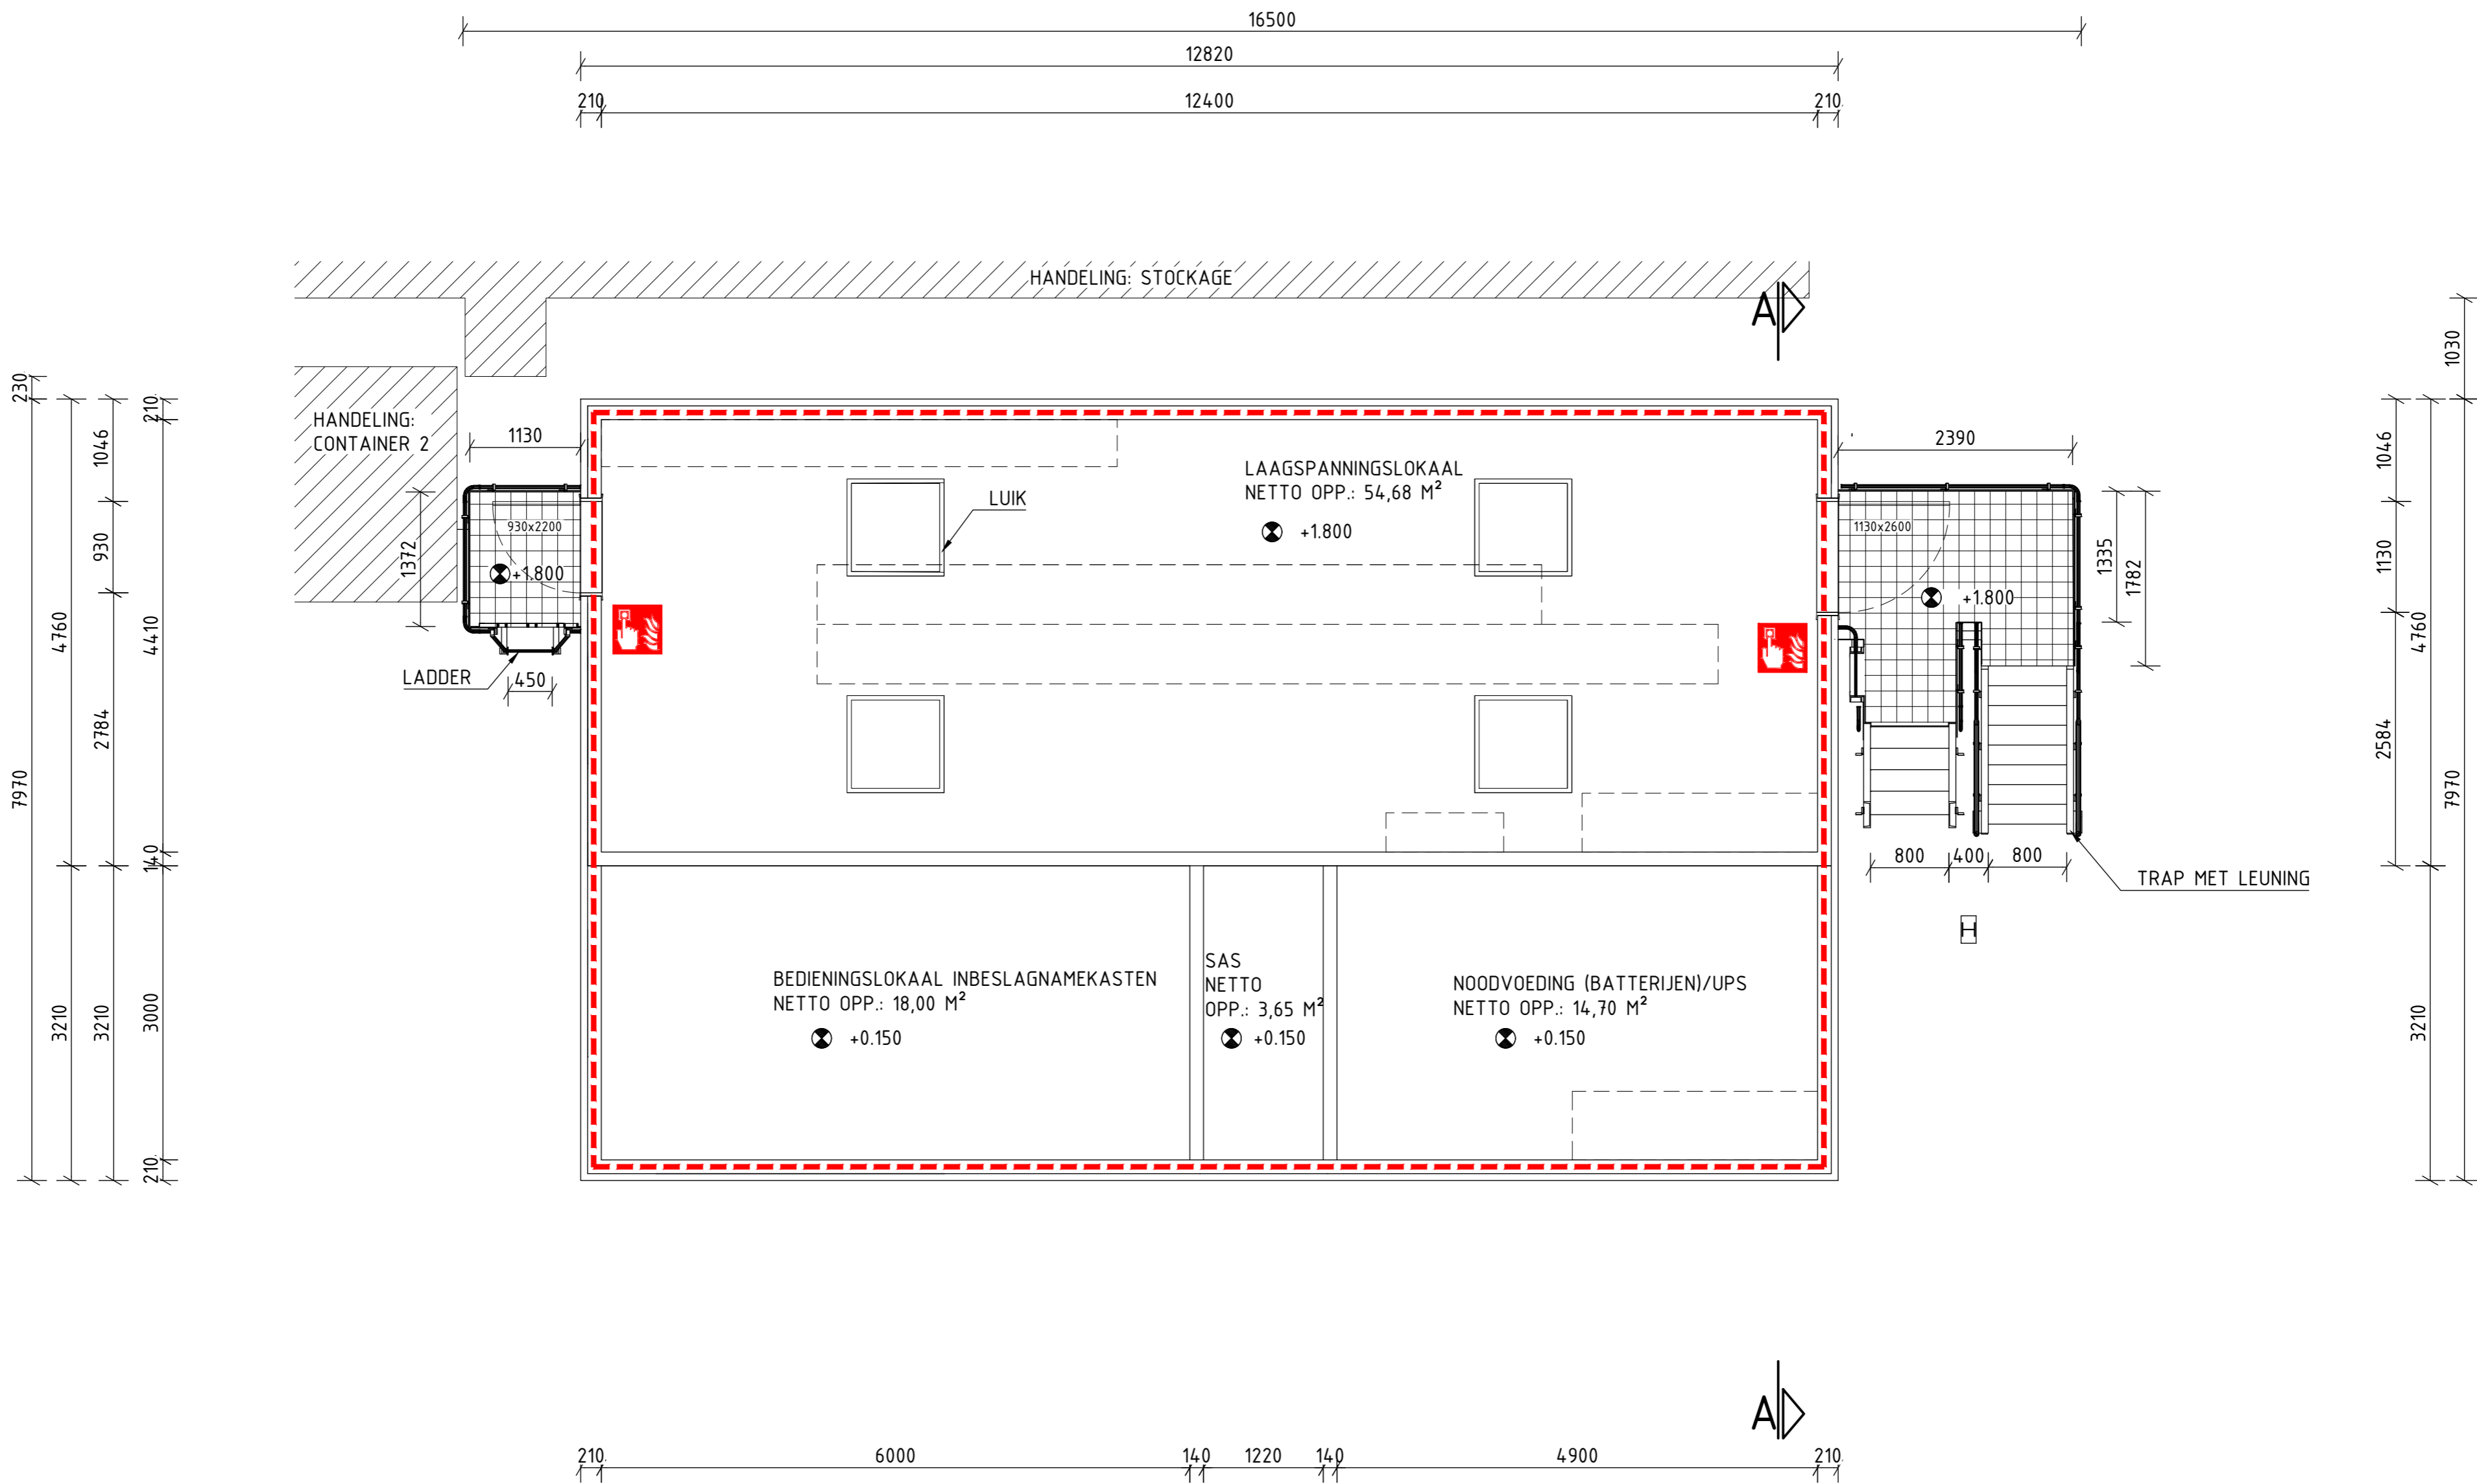 16500
12820
210
12400
210
HANDELING: STOCKAGE
A
1030
230
210
HANDELING:
CONTAINER 2
1130
2390
1046
1046
LAAGSPANNINGSLOKAAL
NETTO OPP.: 54,68 M²
LUIK
930x2200
1130x2600
+1.800
930
1372
+1.800
1335
1130
1782
+1.800
4760
4410
4760
LADDER
450
2784
2584
7970
7970
140
800
400
800
TRAP MET LEUNING
H
SAS
NETTO
OPP.: 3,65 M²
+0.150
BEDIENINGSLOKAAL INBESLAGNAMEKASTEN
NETTO OPP.: 18,00 M²
+0.150
NOODVOEDING (BATTERIJEN)/UPS
NETTO OPP.: 14,70 M²
+0.150
3210
3210
3000
3210
210
A
210
6000
140
1220
140
4900
210